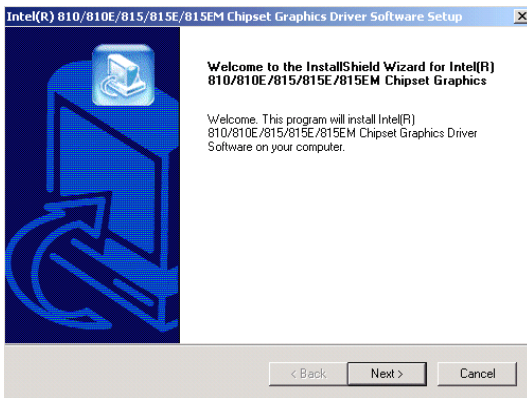 Intel(R) 810/810E/815/815E/815EM Chipset Graphics Driver Software Setup
Welcome to the InstallShield Wizard for Intel(R)
810/810E/815/815E/815EM Chipset Graphics
Welcome. This program will install Intel(R)
810/810E/815/815E/815EM Chipset Graphics Driver
Software on your computer.
< Back
Next >
Cancel